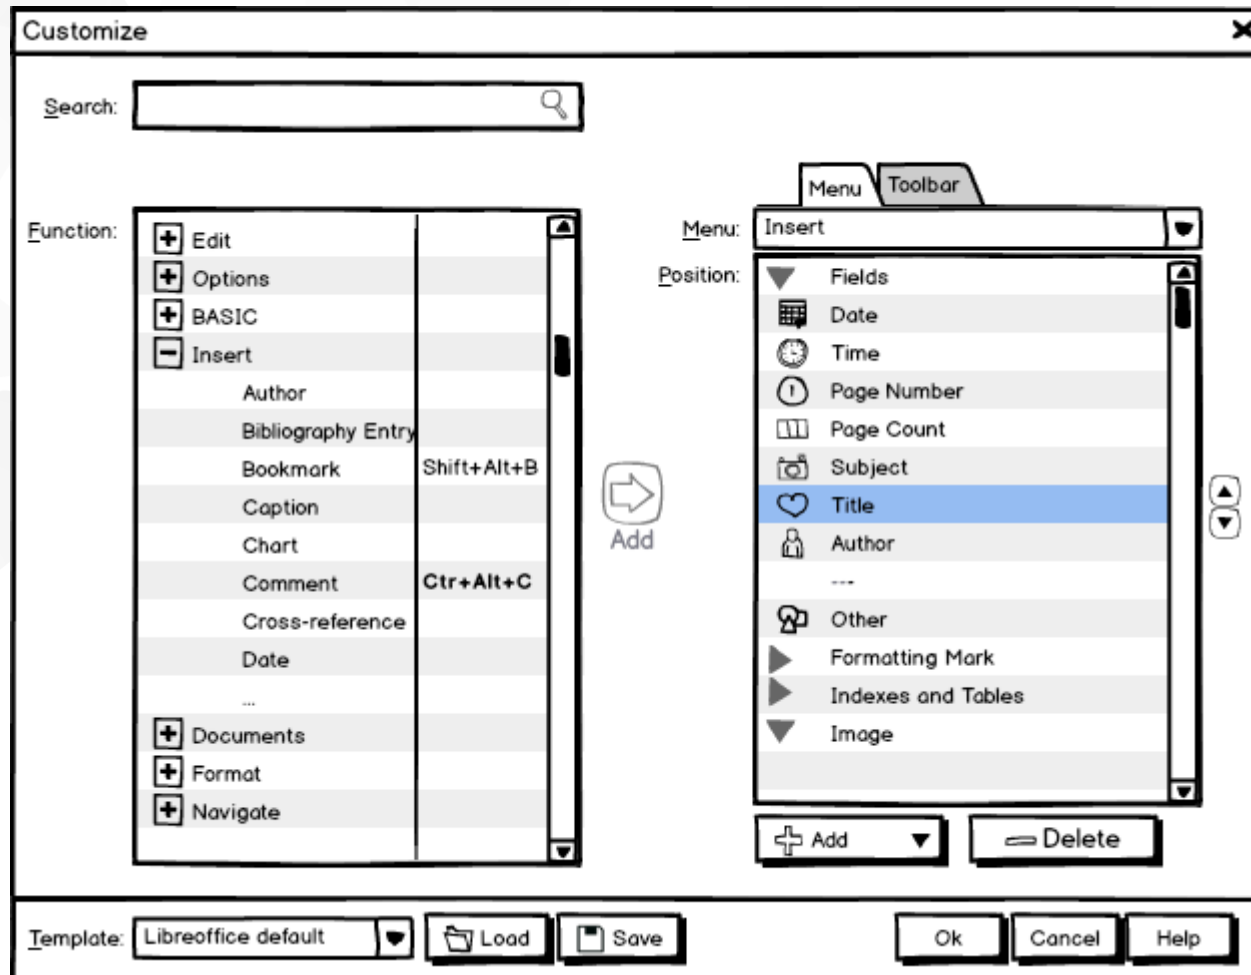 Customize
Search:
Menu Toolbar
Function:
Menu: Insert
Position:
Edit
Options
BASIC
Insert
Author
Bibliography Entry
Bookmark Shift+Alt+B
Caption
Chart
Comment Ctr+Alt+C
Cross-reference
Date
...
Documents
Format
Navigate
Add
Fields
Date
Time
Page Number
Page Count
Subject
Title
Author
---
Other
Formatting Mark
Indexes and Tables
Image
Add Delete
Template: Libreoffice default Load Save Ok Cancel Help